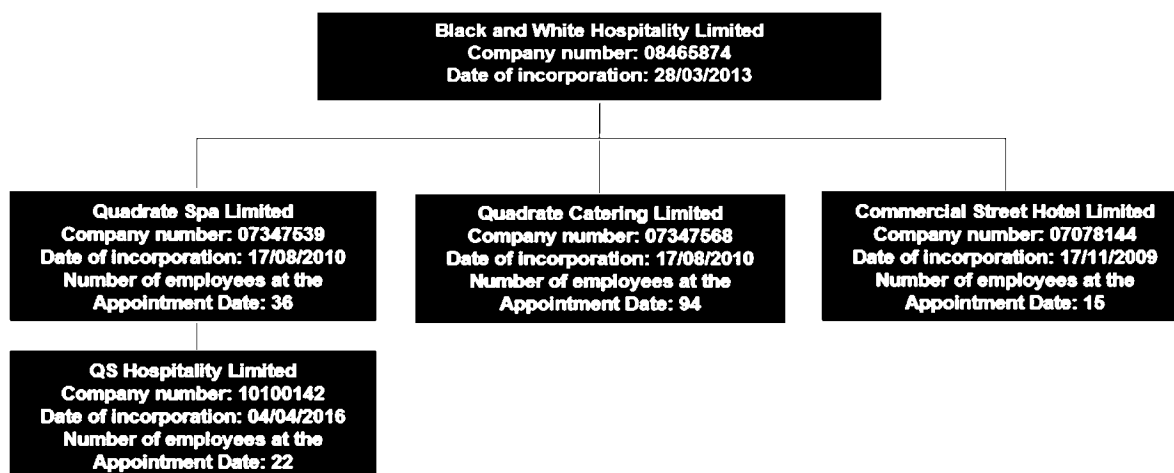 Black and White Hospitality Limited
Company number: 08465874
Date of incorporation: 28/03/2013
Quadrate Spa Limited
Company number: 07347539
Date of incorporation: 17/08/2010
Number of employees at the
Appointment Date: 36
Quadrate Catering Limited
Company number: 07347568
Date of incorporation: 17/08/2010
Number of employees at the
Appointment Date: 94
Commercial Street Hotel Limited
Company number: 07078144
Date of incorporation: 17/11/2009
Number of employees at the
Appointment Date: 15
QS Hospitality Limited
Company number: 10100142
Date of incorporation: 04/04/2016
Number of employees at the
Appointment Date: 22